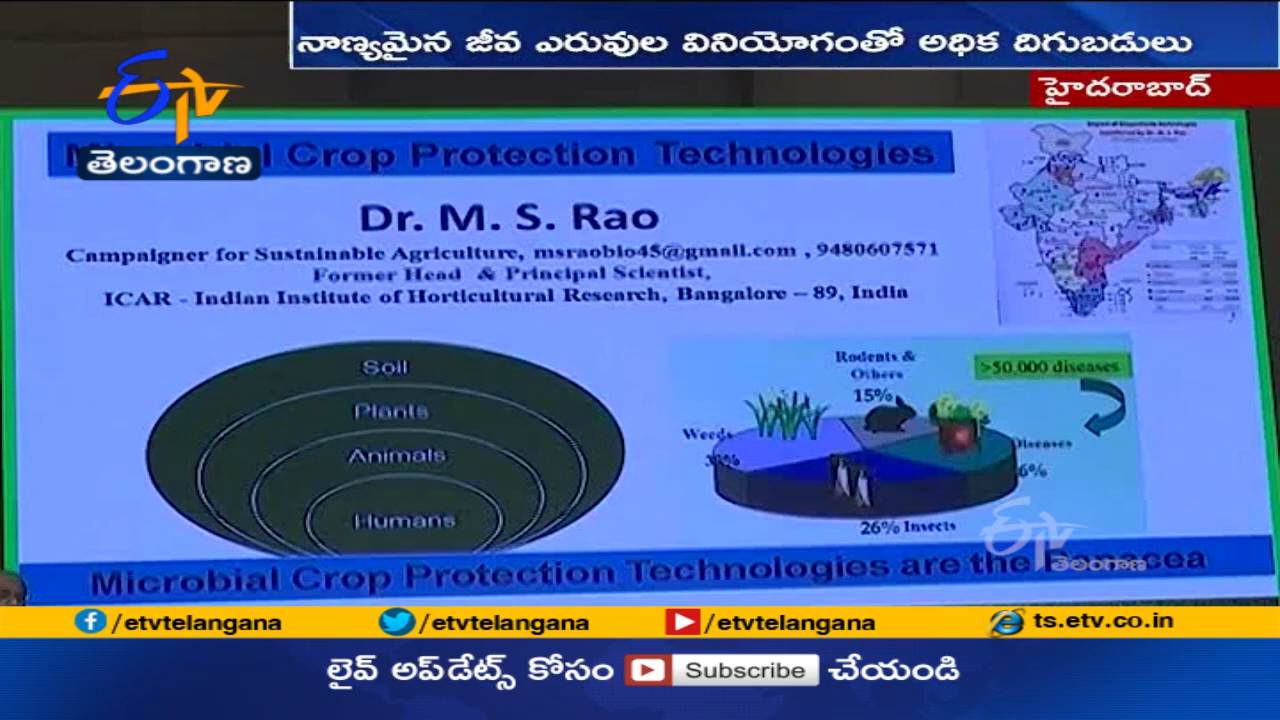 నాణ్యమైన జీవ ఎరువుల వినియోగంతో అధిక దిగుబడులు
హైదరాబాద్
ఈtv
తెలంగాణ
Crop Protection Technologies
Dr. M. S. Rao
Campaigner for Sustainable Agriculture, msraobio45@gmail.com , 9480607571
Former Head & Principal Scientist,
ICAR - Indian Institute of Horticultural Research, Bangalore – 89, India
Soil
Plants
Animals
Humans
Rodents &
Others
15%
>50,000 diseases
Weeds
Diseases
6%
26% Insects
ఈtv
తెలంగాణ
Microbial Crop Protection Technologies are the
/etvtelangana
/etvtelangana
/etvtelangana
ts.etv.co.in
లైవ్ అప్‌డేట్స్ కోసం Subscribe చేయండి